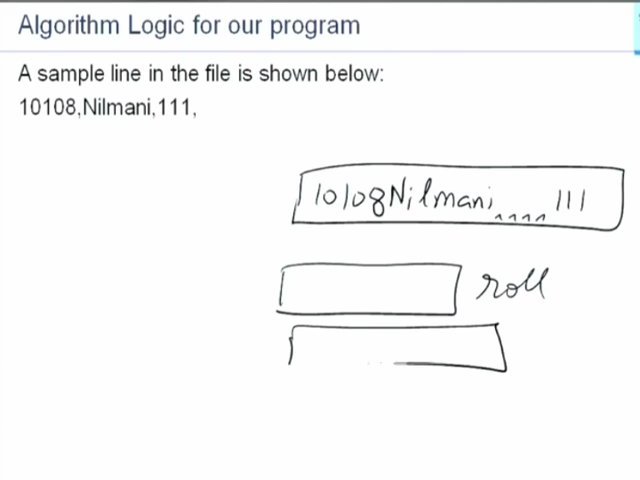 Algorithm Logic for our program
A sample line in the file is shown below:
10108,Nilmani,111,
10108Nilmani^^^^111
roll